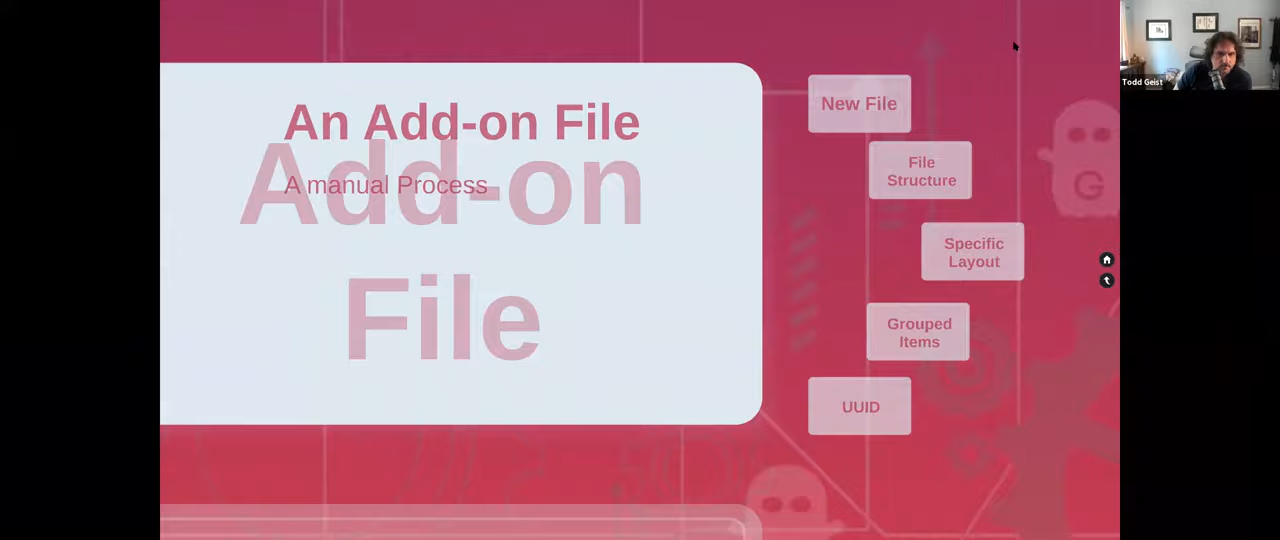 An Add-on File
A manual Process
Add-on
File
New File
File
Structure
Specific
Layout
Grouped
Items
UUID
G
Todd Geist